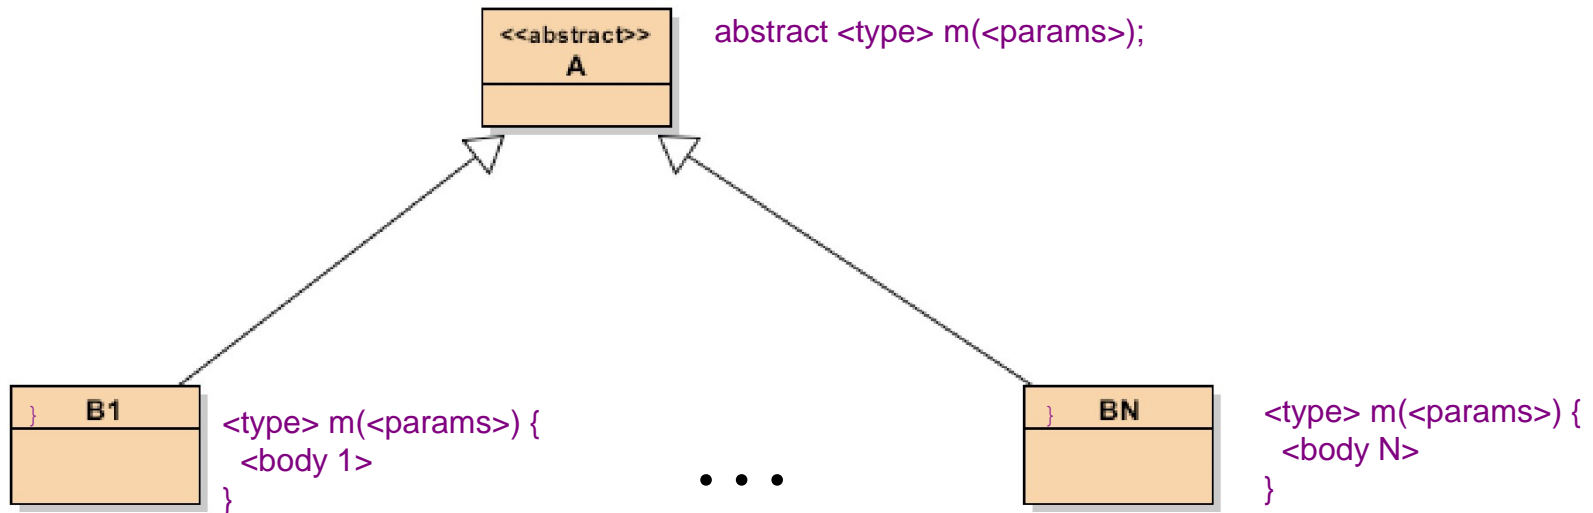 <<abstract>>
A
abstract <type> m(<params>);
} B1
<type> m(<params>) {
<body 1>
}
...
} BN
<type> m(<params>) {
<body N>
}